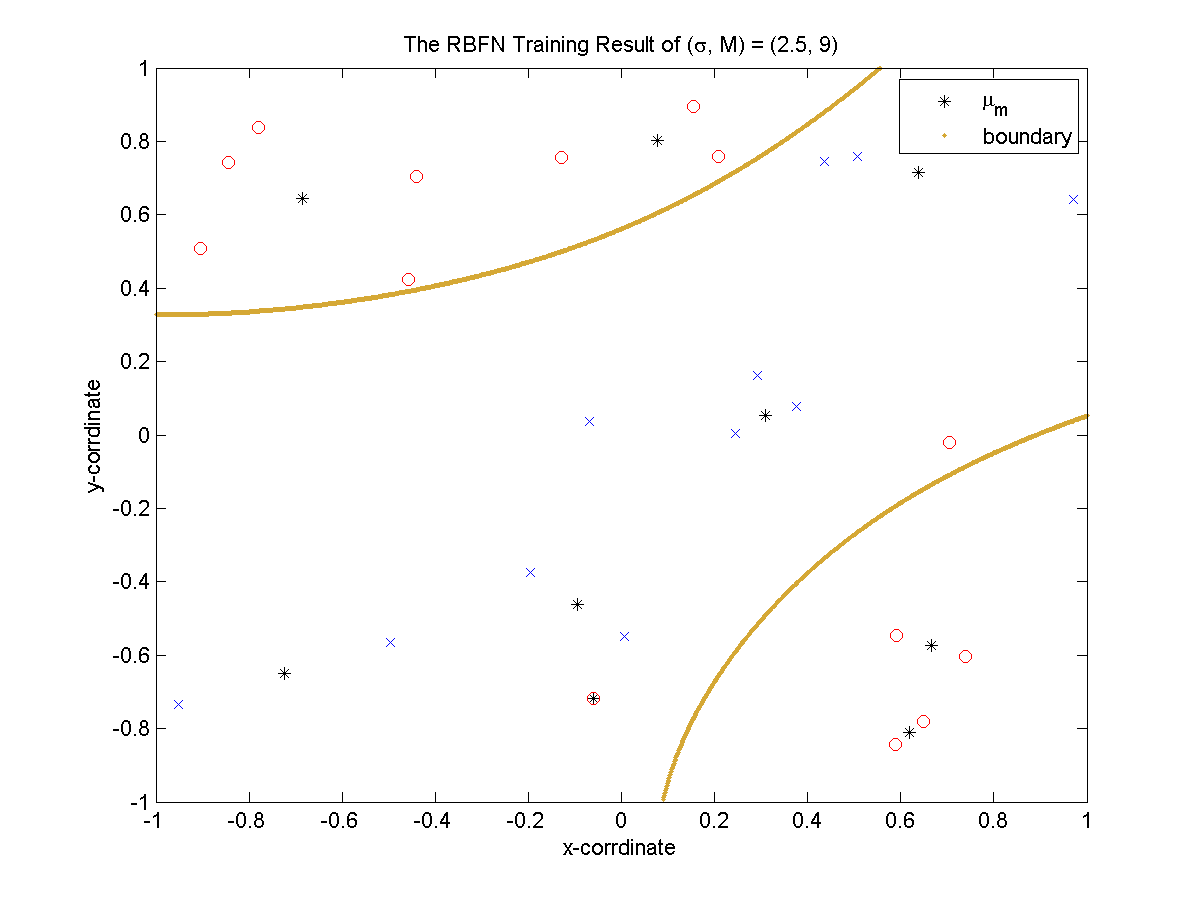 The RBFN Training Result of (σ, M) = (2.5, 9)
μm
boundary
1
0.8
0.6
0.4
0.2
0
-0.2
-0.4
-0.6
-0.8
-1
y-corrdinate
-1 -0.8 -0.6 -0.4 -0.2 0 0.2 0.4 0.6 0.8 1
x-corrdinate